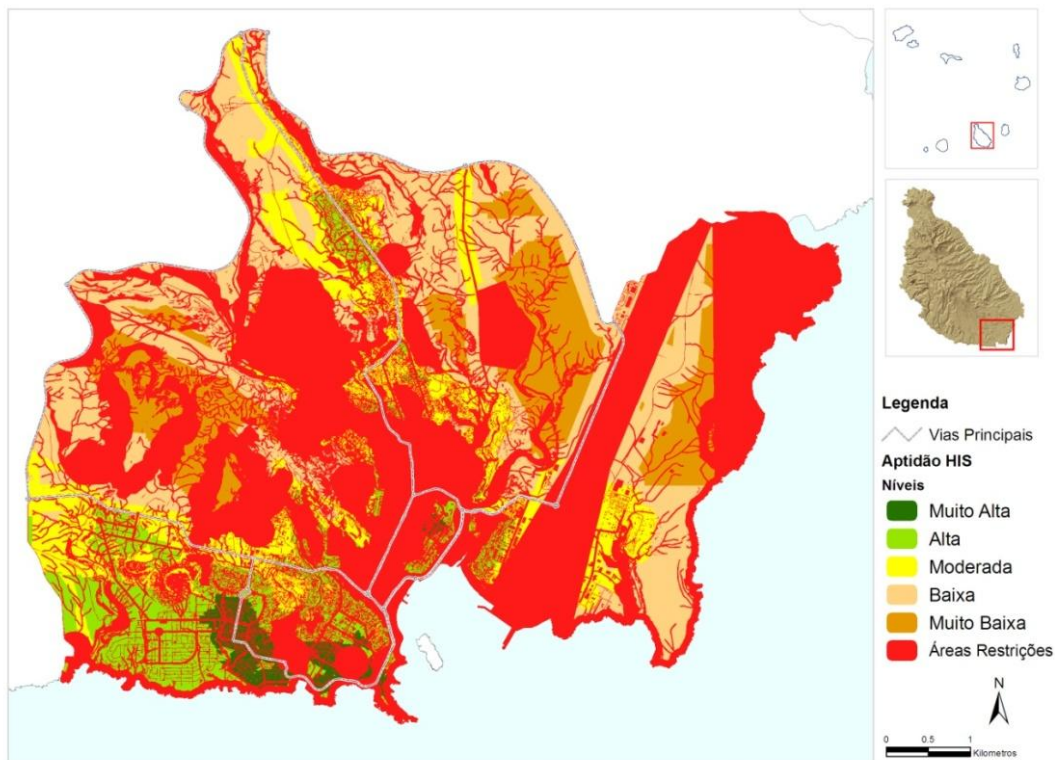 Legenda
Vias Principais
Aptidão HIS
Níveis
Muito Alta
Alta
Moderada
Baixa
Muito Baixa
Áreas Restrições
N
0 0.5 1
Kilometros